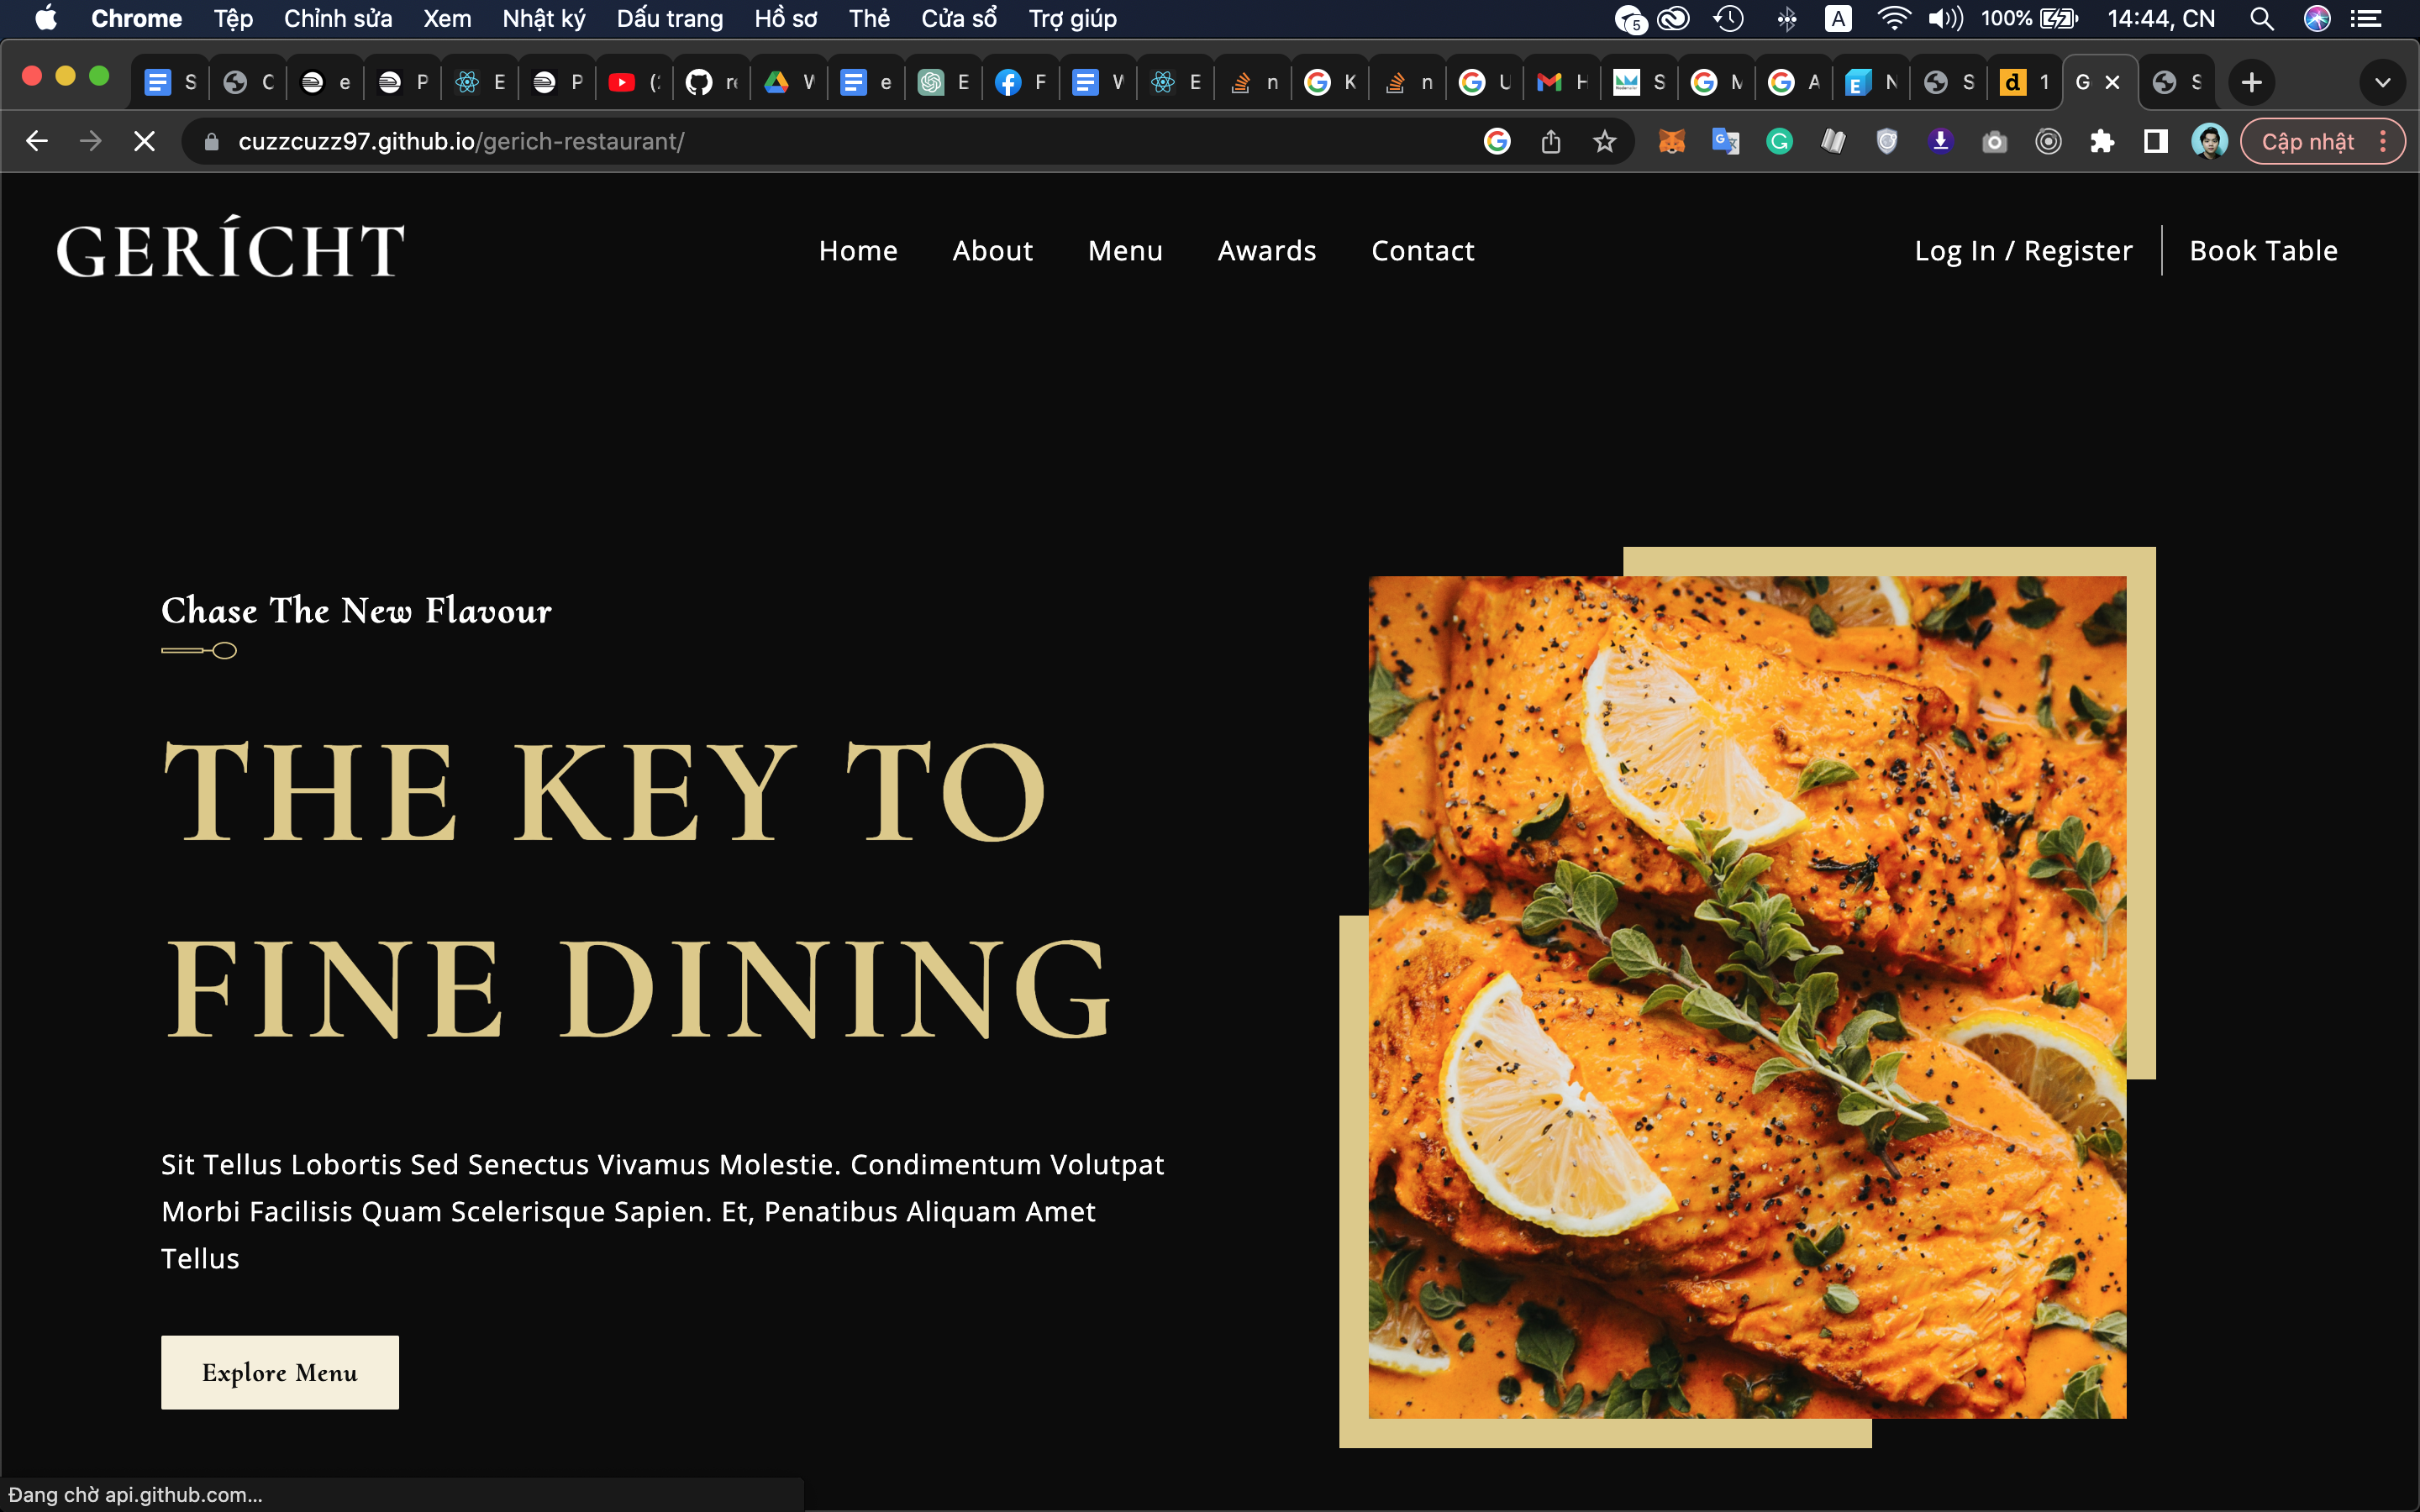 Chrome Tệp Chỉnh sửa Xem Nhật ký Dấu trang Hồ sơ Thẻ Cửa sổ Trợ giúp 5 A 100% 14:44, CN
S C e P E P ( r V e E F V E n K n U H S M A N S d 1 G S
cuzzcuzz97.github.io/gerich-restaurant/ Cập nhật
GERÍCHT Home About Menu Awards Contact Log In / Register Book Table
Chase The New Flavour
THE KEY TO
FINE DINING
Sit Tellus Lobortis Sed Senectus Vivamus Molestie. Condimentum Volutpat
Morbi Facilisis Quam Scelerisque Sapien. Et, Penatibus Aliquam Amet
Tellus
Explore Menu
Đang chờ api.github.com...